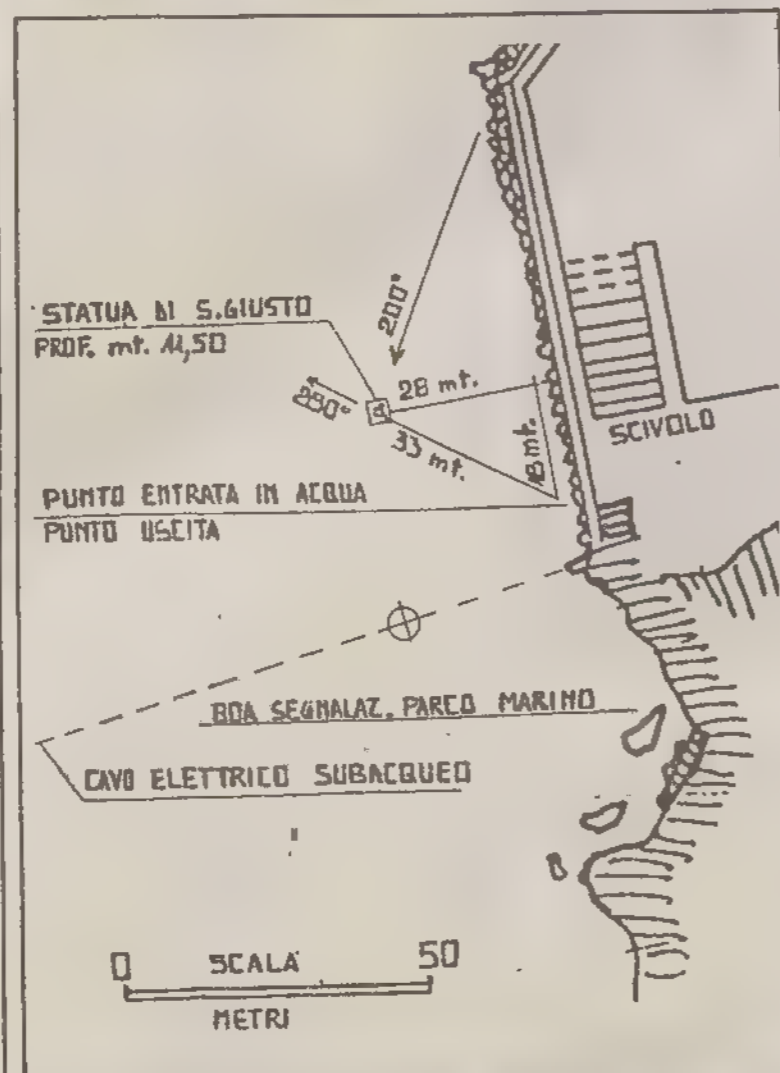 STATUA DI S.GIUSTO
PROF. mt. 11,50
200°
290°
28 mt.
33 mt.
18 mt.
SCIVOLO
PUNTO ENTRATA IN ACQUA
PUNTO USCITA
BOA SEGNALAZ. PARCO MARINO
CAVO ELETTRICO SUBACQUEO
0 SCALA 50
METRI